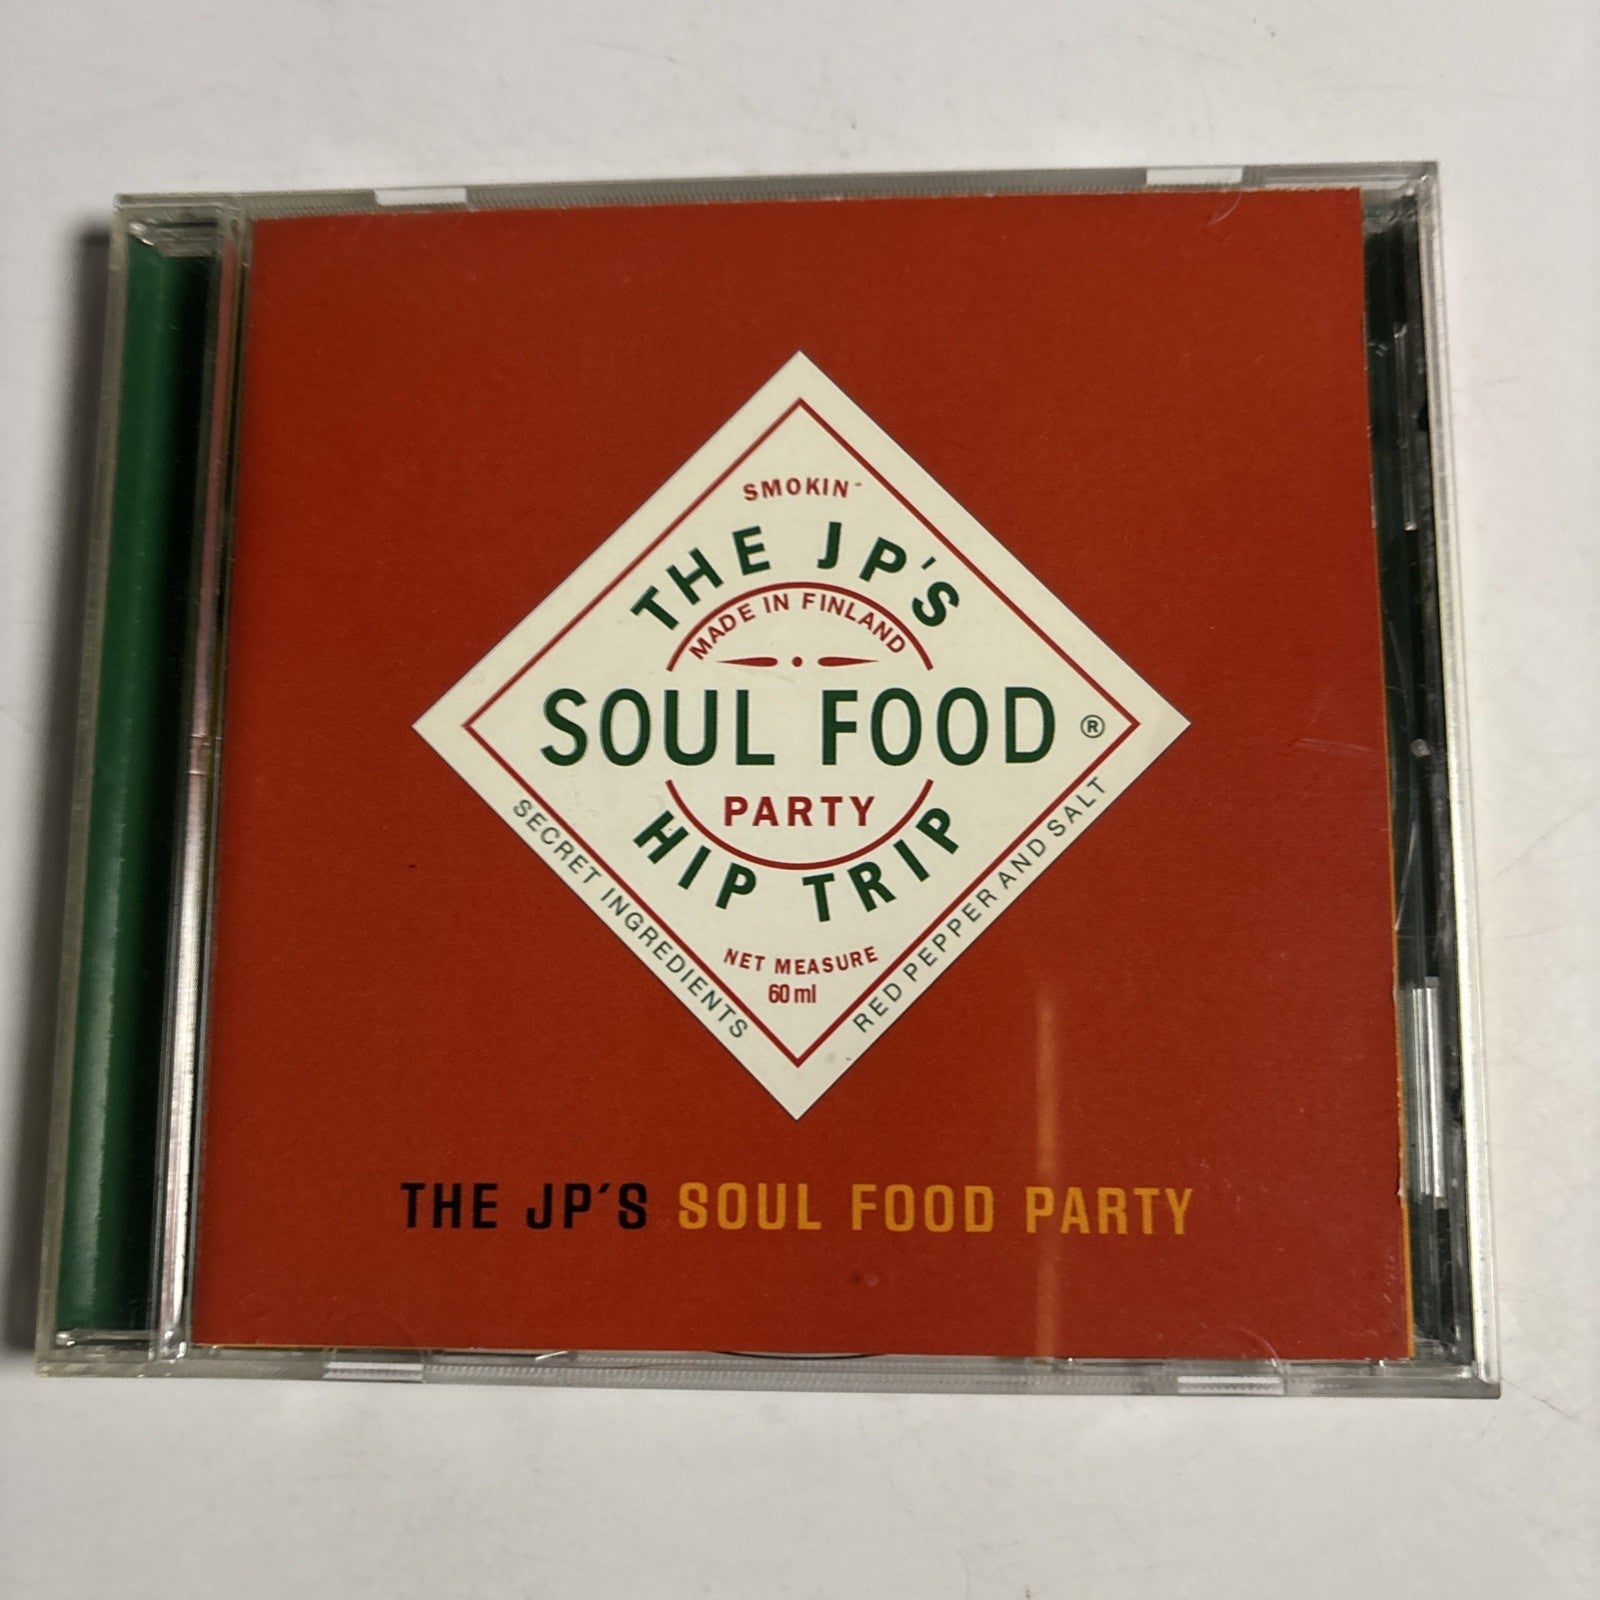 SMOKIN'
THE JP'S
MADE IN FINLAND
SOUL FOOD ®
PARTY
HIP TRIP
NET MEASURE
60 ml
SECRET INGREDIENTS
RED PEPPER AND SALT
THE JP'S SOUL FOOD PARTY